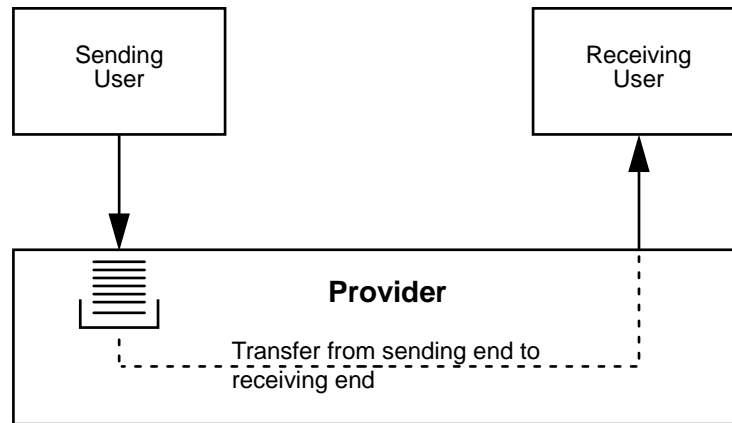 Sending
User
Receiving
User
Provider
Transfer from sending end to
receiving end